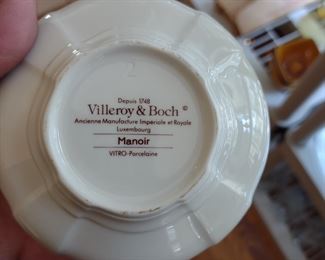 Depuis 1748
Villeroy & Boch ©
Ancienne Manufacture Impériale et Royale
Luxembourg
Manoir
VITRO-Porcelaine